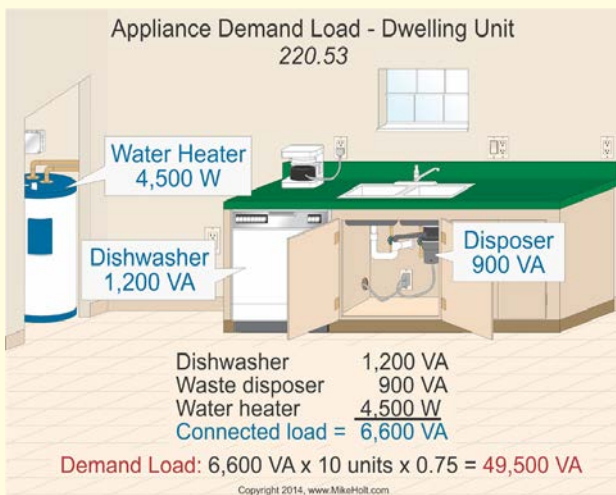 Appliance Demand Load - Dwelling Unit
220.53
Water Heater
4,500 W
Dishwasher
1,200 VA
Disposer
900 VA
Dishwasher 1,200 VA
Waste disposer 900 VA
Water heater 4,500 W
Connected load = 6,600 VA
Demand Load: 6,600 VA x 10 units x 0.75 = 49,500 VA
Copyright 2014, www.MikeHolt.com